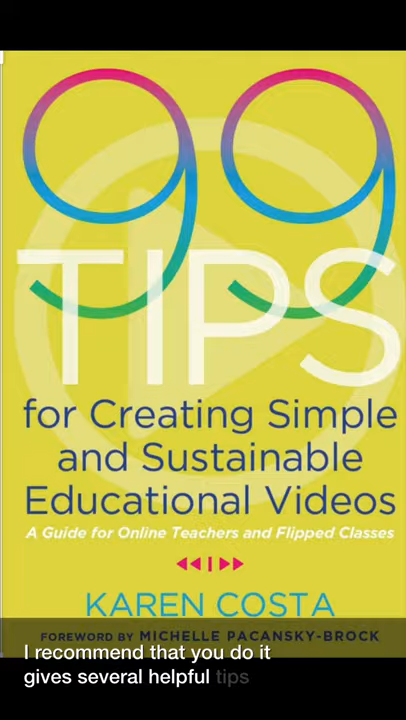 99
TIPS
for Creating Simple
and Sustainable
Educational Videos
A Guide for Online Teachers and Flipped Classes
KAREN COSTA
FOREWORD BY MICHELLE PACANSKY-BROCK
I recommend that you do it
gives several helpful tips